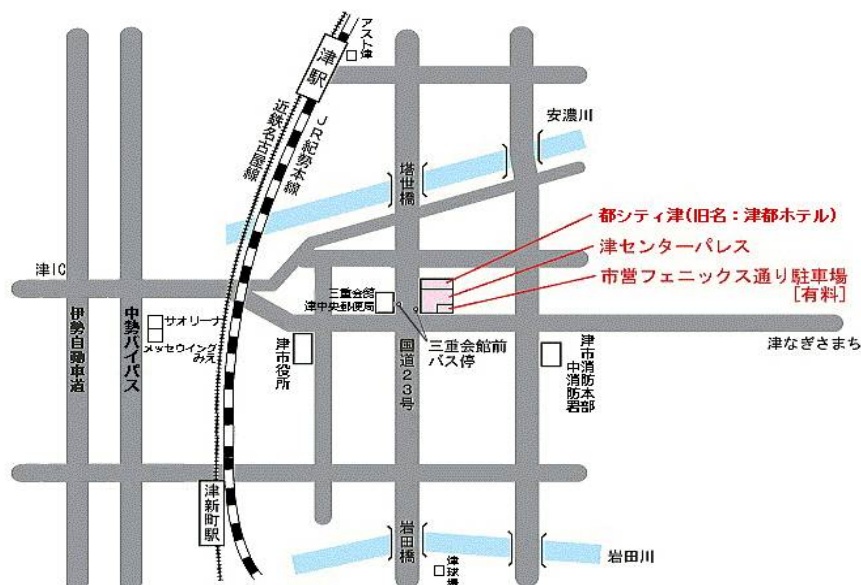 アスト津
津駅
近鉄名古屋線
JR紀勢本線
安濃川
塔世橋
都シティ津(旧名:津都ホテル)
津センターパレス
市営フェニックス通り駐車場
[有料]
津IC
三重会館
津中央郵便局
サオリーナ
メッセウイング
みえ
伊勢自動車道
中勢バイパス
津市役所
国道23号
三重会館前
バス停
津市消防本部
中消防署
津なぎさまち
津新町駅
岩田橋
岩田川
津球場